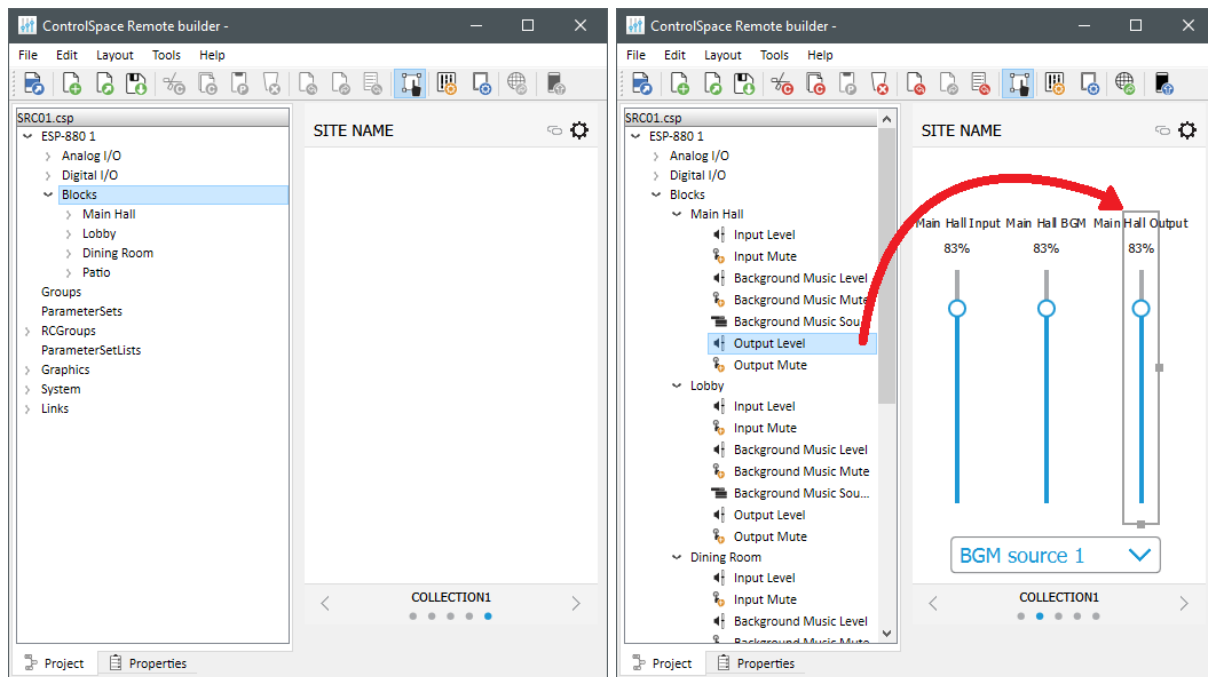 ControlSpace Remote builder -
File Edit Layout Tools Help
SRC01.csp
ESP-880 1
Analog I/O
Digital I/O
Blocks
Main Hall
Lobby
Dining Room
Patio
Groups
ParameterSets
RCGroups
ParameterSetLists
Graphics
System
Links
SITE NAME
COLLECTION1
Project Properties
ControlSpace Remote builder -
File Edit Layout Tools Help
SRC01.csp
ESP-880 1
Analog I/O
Digital I/O
Blocks
Main Hall
Input Level
Input Mute
Background Music Level
Background Music Mute
Background Music Sou...
Output Level
Output Mute
Lobby
Input Level
Input Mute
Background Music Level
Background Music Mute
Background Music Sou...
Output Level
Output Mute
Dining Room
Input Level
Input Mute
Background Music Level
Background Music Mute
SITE NAME
Main Hall Input Main Hall BGM Main Hall Output
83% 83% 83%
BGM source 1
COLLECTION1
Project Properties